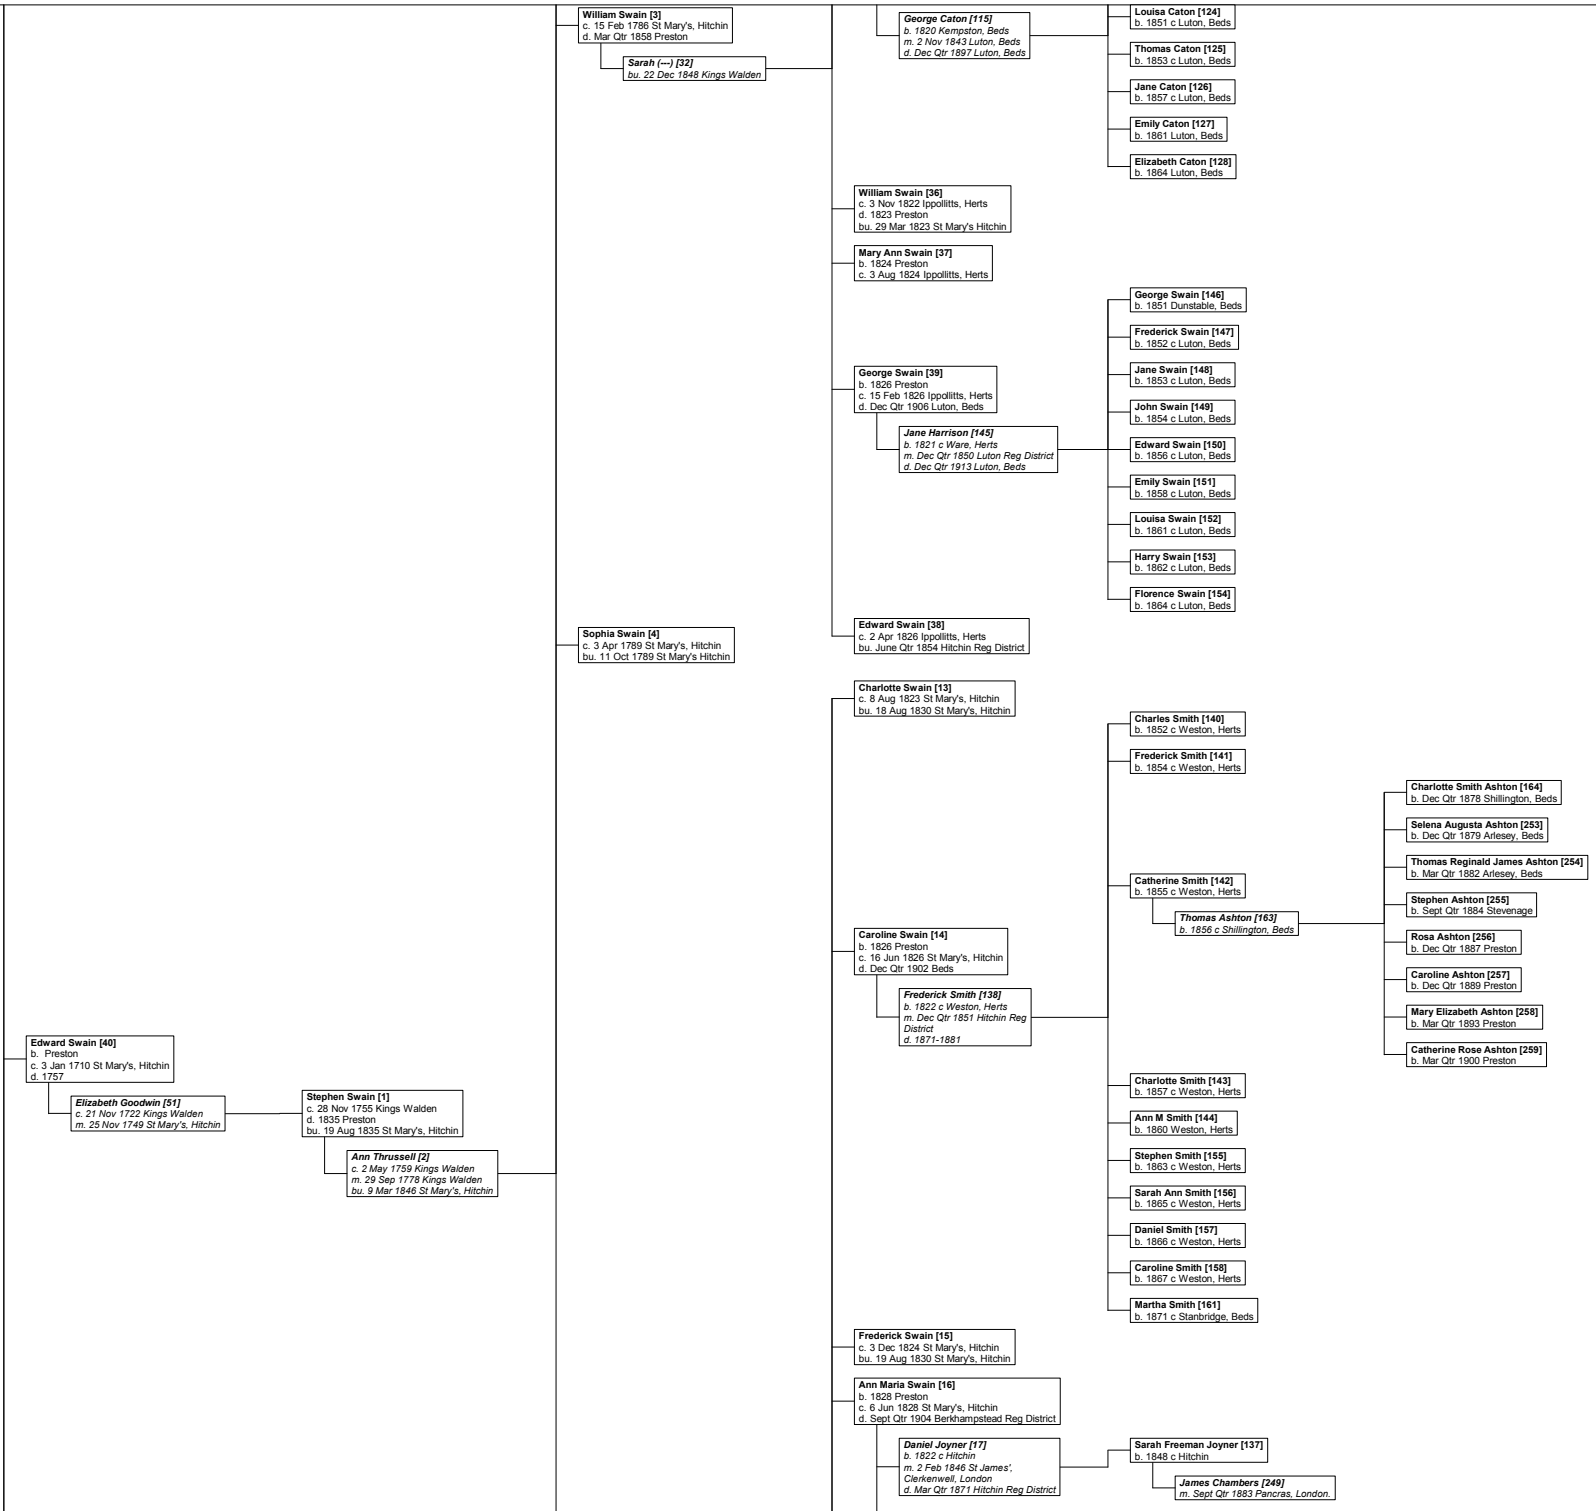 William Swain [3]
c. 15 Feb 1786 St Mary's, Hitchin
d. Mar Qtr 1858 Preston
Sarah (---) [32]
bu. 22 Dec 1848 Kings Walden
George Caton [115]
b. 1820 Kempston, Beds
m. 2 Nov 1843 Luton, Beds
d. Dec Qtr 1897 Luton, Beds
Louisa Caton [124]
b. 1851 c Luton, Beds
Thomas Caton [125]
b. 1853 c Luton, Beds
Jane Caton [126]
b. 1857 c Luton, Beds
Emily Caton [127]
b. 1861 Luton, Beds
Elizabeth Caton [128]
b. 1864 Luton, Beds
William Swain [36]
c. 3 Nov 1822 Ippollitts, Herts
d. 1823 Preston
bu. 29 Mar 1823 St Mary's Hitchin
Mary Ann Swain [37]
b. 1824 Preston
c. 3 Aug 1824 Ippollitts, Herts
George Swain [39]
b. 1826 Preston
c. 15 Feb 1826 Ippollitts, Herts
d. Dec Qtr 1906 Luton, Beds
Jane Harrison [145]
b. 1821 c Ware, Herts
m. Dec Qtr 1850 Luton Reg District
d. Dec Qtr 1913 Luton, Beds
George Swain [146]
b. 1851 Dunstable, Beds
Frederick Swain [147]
b. 1852 c Luton, Beds
Jane Swain [148]
b. 1853 c Luton, Beds
John Swain [149]
b. 1854 c Luton, Beds
Edward Swain [150]
b. 1856 c Luton, Beds
Emily Swain [151]
b. 1858 c Luton, Beds
Louisa Swain [152]
b. 1861 c Luton, Beds
Harry Swain [153]
b. 1862 c Luton, Beds
Florence Swain [154]
b. 1864 c Luton, Beds
Edward Swain [38]
c. 2 Apr 1826 Ippollitts, Herts
bu. June Qtr 1854 Hitchin Reg District
Sophia Swain [4]
c. 3 Apr 1789 St Mary's, Hitchin
bu. 11 Oct 1789 St Mary's Hitchin
Charlotte Swain [13]
c. 8 Aug 1823 St Mary's, Hitchin
bu. 18 Aug 1830 St Mary's, Hitchin
Charles Smith [140]
b. 1852 c Weston, Herts
Frederick Smith [141]
b. 1854 c Weston, Herts
Catherine Smith [142]
b. 1855 c Weston, Herts
Thomas Ashton [163]
b. 1856 c Shillington, Beds
Charlotte Smith Ashton [164]
b. Dec Qtr 1878 Shillington, Beds
Selena Augusta Ashton [253]
b. Dec Qtr 1879 Arlesey, Beds
Thomas Reginald James Ashton [254]
b. Mar Qtr 1882 Arlesey, Beds
Stephen Ashton [255]
b. Sept Qtr 1884 Stevenage
Rosa Ashton [256]
b. Dec Qtr 1887 Preston
Caroline Ashton [257]
b. Dec Qtr 1889 Preston
Mary Elizabeth Ashton [258]
b. Mar Qtr 1893 Preston
Catherine Rose Ashton [259]
b. Mar Qtr 1900 Preston
Caroline Swain [14]
b. 1826 Preston
c. 16 Jun 1826 St Mary's, Hitchin
d. Dec Qtr 1902 Beds
Frederick Smith [138]
b. 1822 c Weston, Herts
m. Dec Qtr 1851 Hitchin Reg
District
d. 1871-1881
Edward Swain [40]
b. Preston
c. 3 Jan 1710 St Mary's, Hitchin
d. 1757
Elizabeth Goodwin [51]
c. 21 Nov 1722 Kings Walden
m. 25 Nov 1749 St Mary's, Hitchin
Stephen Swain [1]
c. 28 Nov 1755 Kings Walden
d. 1835 Preston
bu. 19 Aug 1835 St Mary's, Hitchin
Ann Thrussell [2]
c. 2 May 1759 Kings Walden
m. 29 Sep 1778 Kings Walden
bu. 9 Mar 1846 St Mary's, Hitchin
Charlotte Smith [143]
b. 1857 c Weston, Herts
Ann M Smith [144]
b. 1860 Weston, Herts
Stephen Smith [155]
b. 1863 c Weston, Herts
Sarah Ann Smith [156]
b. 1865 c Weston, Herts
Daniel Smith [157]
b. 1866 c Weston, Herts
Caroline Smith [158]
b. 1867 c Weston, Herts
Martha Smith [161]
b. 1871 c Stanbridge, Beds
Frederick Swain [15]
c. 3 Dec 1824 St Mary's, Hitchin
bu. 19 Aug 1830 St Mary's, Hitchin
Ann Maria Swain [16]
b. 1828 Preston
c. 6 Jun 1828 St Mary's, Hitchin
d. Sept Qtr 1904 Berkhampstead Reg District
Daniel Joyner [17]
b. 1822 c Hitchin
m. 2 Feb 1846 St James',
Clerkenwell, London
d. Mar Qtr 1871 Hitchin Reg District
Sarah Freeman Joyner [137]
b. 1848 c Hitchin
James Chambers [249]
m. Sept Qtr 1883 Pancras, London.